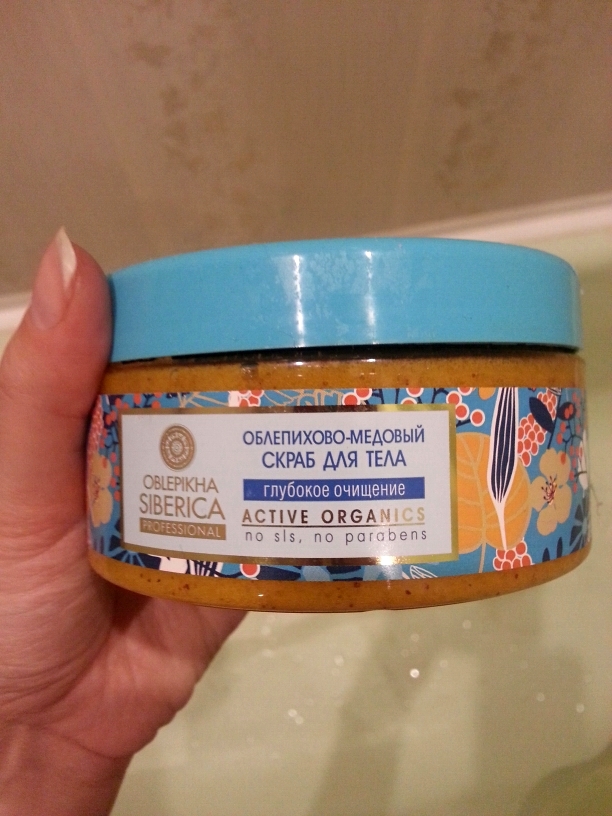 OBLEPIKHA
SIBERICA
PROFESSIONAL
ОБЛЕПИХОВО-МЕДОВЫЙ
СКРАБ ДЛЯ ТЕЛА
глубокое очищение
ACTIVE ORGANICS
no sls, no parabens